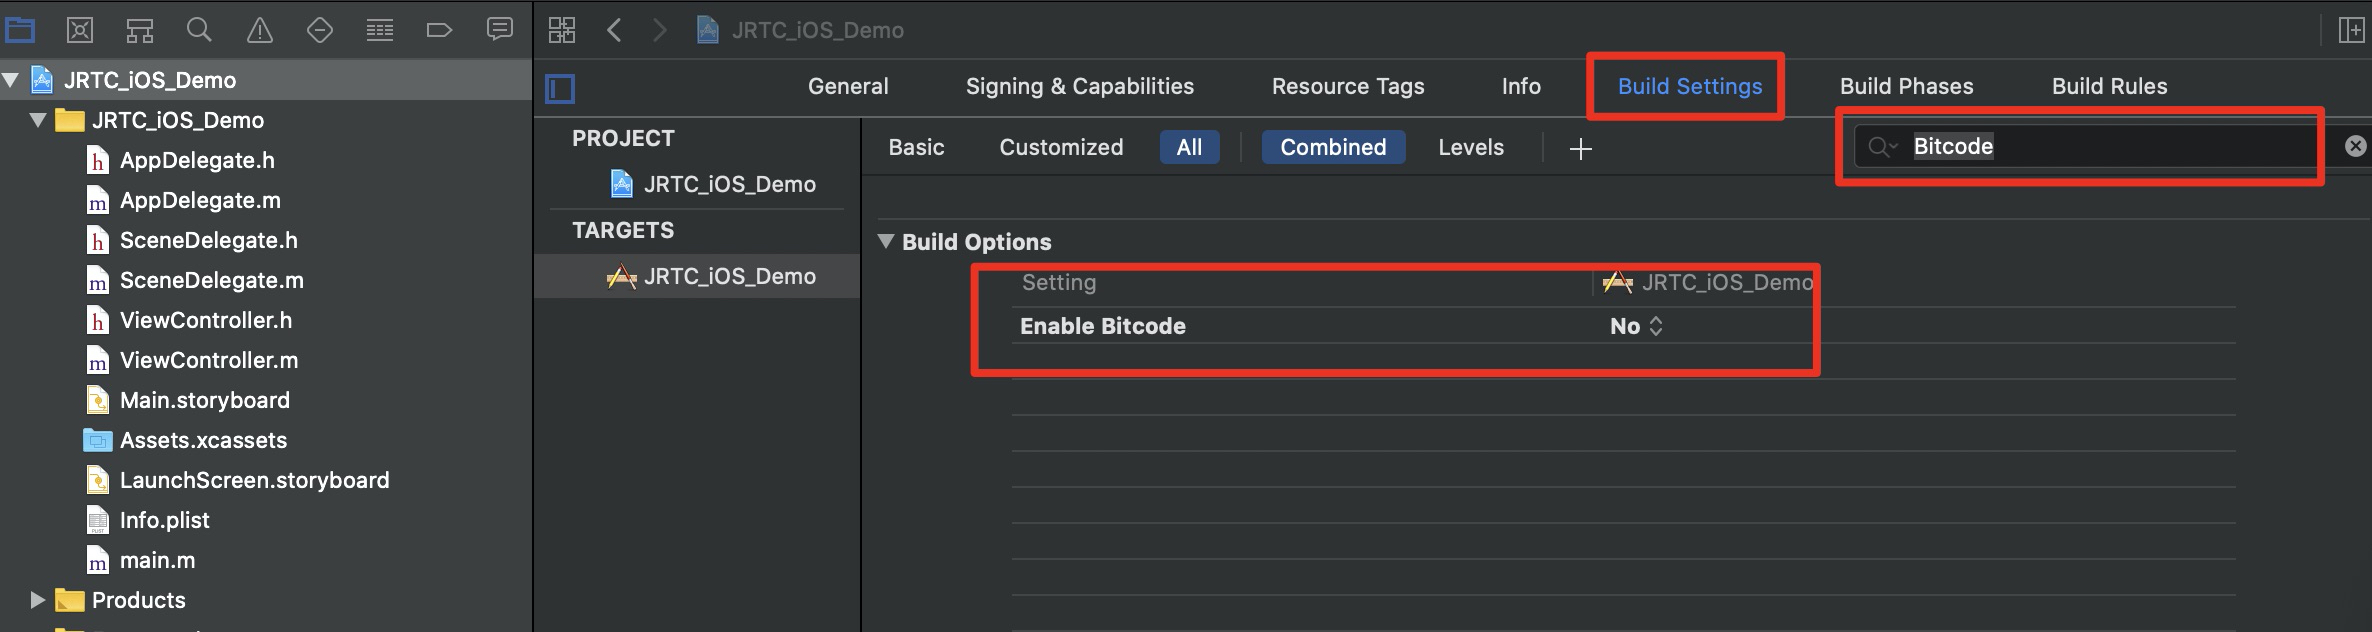 JRTC_iOS_Demo
General
Signing & Capabilities
Resource Tags
Info
Build Settings
Build Phases
Build Rules
JRTC_iOS_Demo
JRTC_iOS_Demo
h AppDelegate.h
m AppDelegate.m
h SceneDelegate.h
m SceneDelegate.m
h ViewController.h
m ViewController.m
Main.storyboard
Assets.xcassets
LaunchScreen.storyboard
Info.plist
m main.m
Products
PROJECT
JRTC_iOS_Demo
TARGETS
JRTC_iOS_Demo
Basic
Customized
All
Combined
Levels
Bitcode
Build Options
Setting
JRTC_iOS_Demo
Enable Bitcode
No